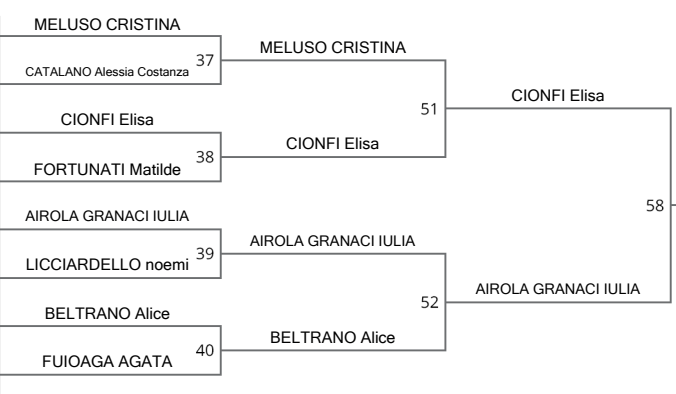 MELUSO CRISTINA
37
CATALANO Alessia Costanza
MELUSO CRISTINA
51
CIONFI Elisa
CIONFI Elisa
38
FORTUNATI Matilde
CIONFI Elisa
58
AIROLA GRANACI IULIA
39
LICCIARDELLO noemi
AIROLA GRANACI IULIA
52
AIROLA GRANACI IULIA
BELTRANO Alice
40
FUIOAGA AGATA
BELTRANO Alice